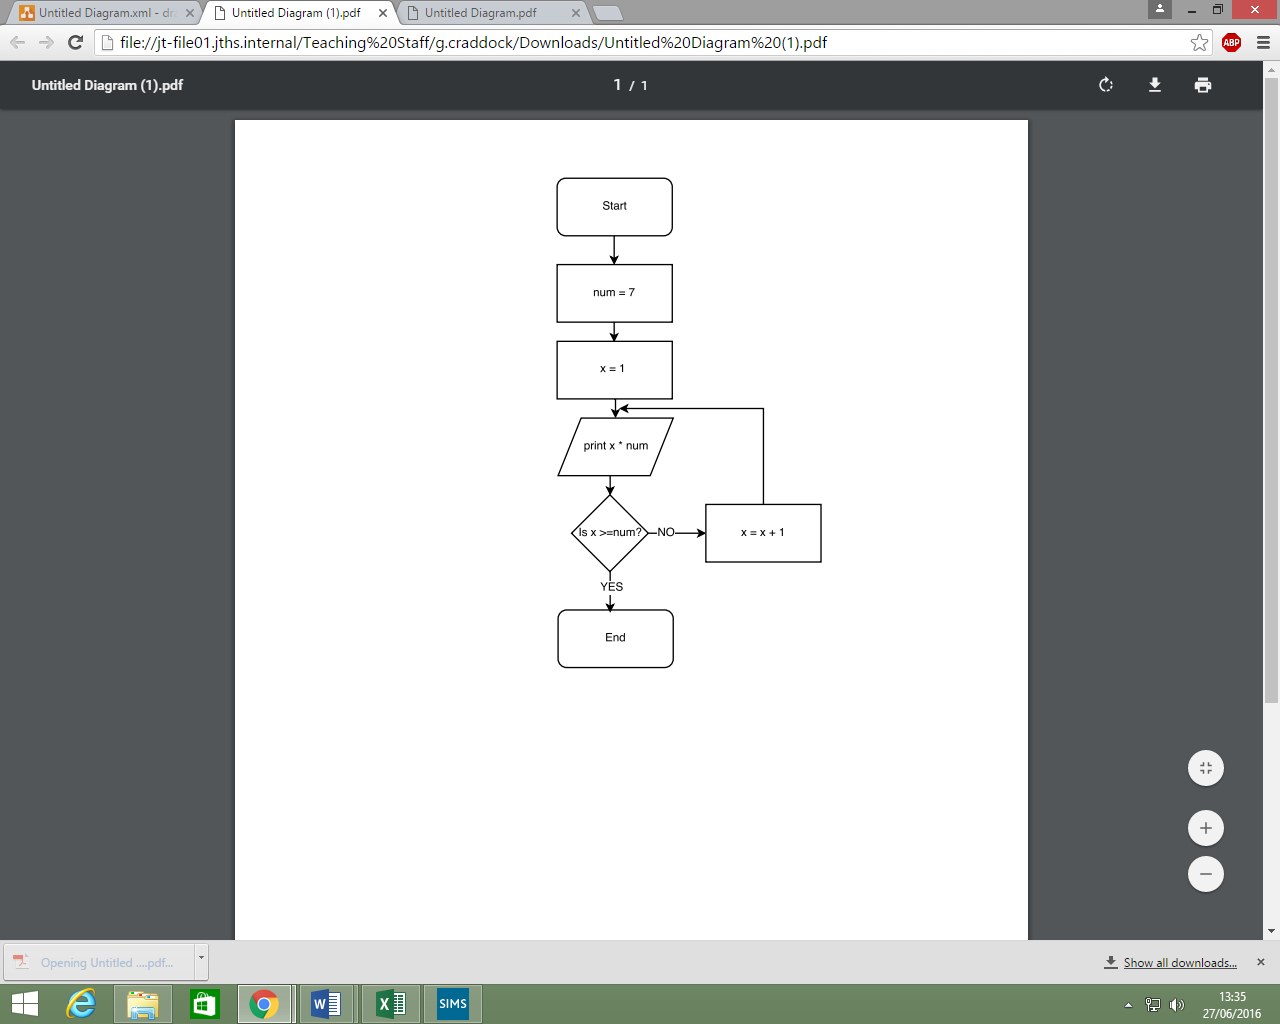 Untitled Diagram.xml - dr
Untitled Diagram (1).pdf
Untitled Diagram.pdf
file://jt-file01.jths.internal/Teaching%20Staff/g.craddock/Downloads/Untitled%20Diagram%20(1).pdf
ABP
Untitled Diagram (1).pdf
1 / 1
Start
num = 7
x = 1
print x * num
Is x >=num?
NO
x = x + 1
YES
End
Opening Untitled ....pdf...
Show all downloads...
SIMS
13:35
27/06/2016